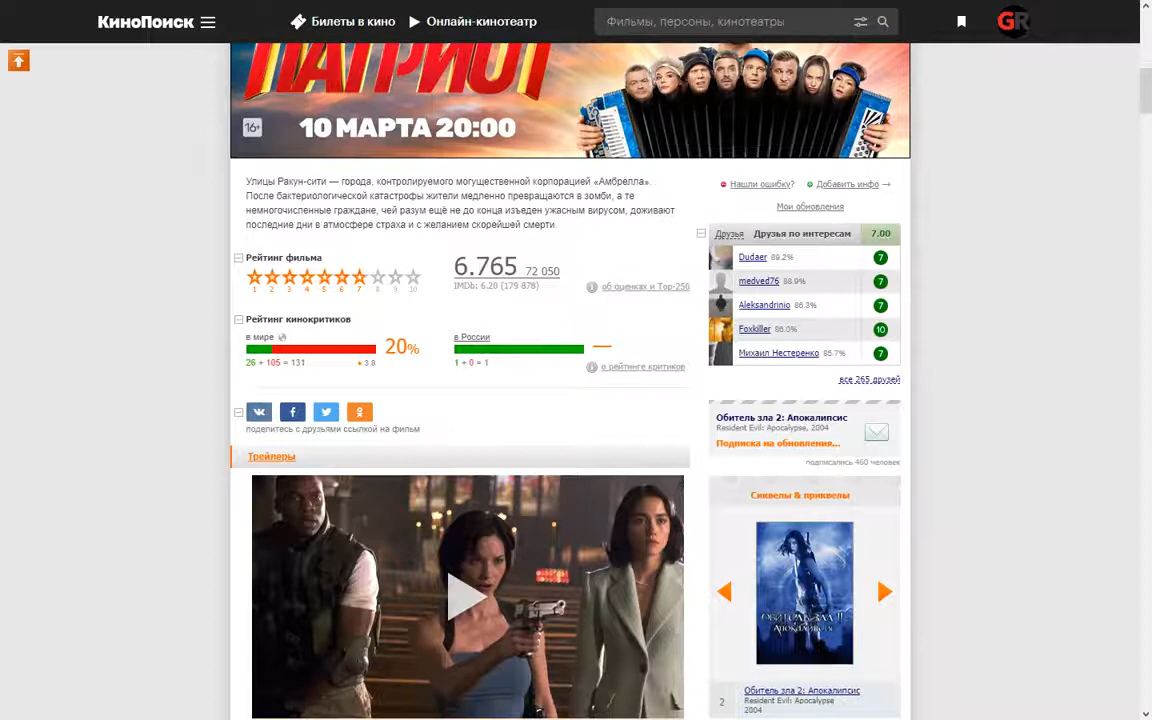 КиноПоиск
Билеты в кино
Онлайн-кинотеатр
Фильмы, персоны, кинотеатры
GR
ПАТРИОТ
16+
10 МАРТА 20:00
Улицы Ракун-сити — города, контролируемого могущественной корпорацией «Амбрелла».
После бактериологической катастрофы жители медленно превращаются в зомби, а те
немногочисленные граждане, чей разум ещё не до конца изъеден ужасным вирусом, доживают
последние дни в атмосфере страха и с желанием скорейшей смерти.
Рейтинг фильма
1 2 3 4 5 6 7 8 9 10
6.765 72 050
IMDb: 6.20 (179 878)
об оценках и Top-250
Рейтинг кинокритиков
в мире
20%
26 + 105 = 131
3.8
в России
—
1 + 0 = 1
о рейтинге критиков
поделитесь с друзьями ссылкой на фильм
Трейлеры
Нашли ошибку?
Добавить инфо →
Мои обновления
Друзья Друзья по интересам 7.00
Dudaer 89.2% 7
medved76 88.9% 7
Aleksandrinio 86.3% 7
Foxkiller 86.0% 10
Михаил Нестеренко 85.7% 7
все 265 друзей
Обитель зла 2: Апокалипсис
Resident Evil: Apocalypse, 2004
Подписка на обновления...
подписались 460 человек
Сиквелы & приквелы
ОБИТЕЛЬ ЗЛА II
АПОКАЛИПСИС
2
Обитель зла 2: Апокалипсис
Resident Evil: Apocalypse
2004